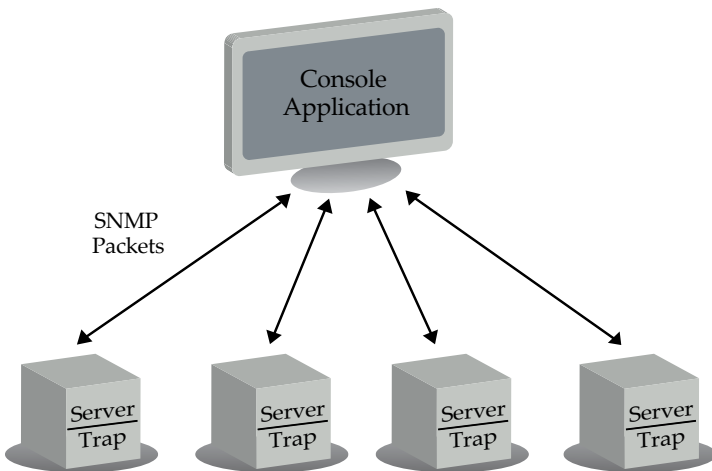 Console
Application
SNMP
Packets
Server
Trap
Server
Trap
Server
Trap
Server
Trap